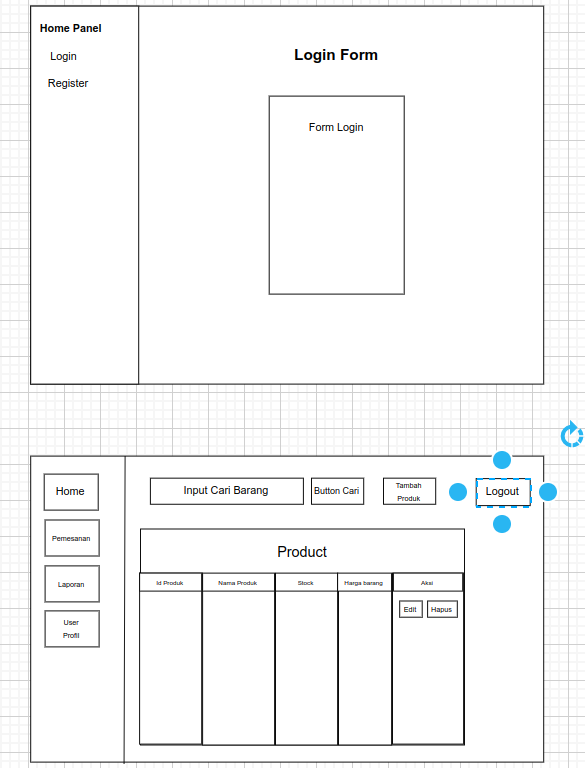 Home Panel
Login
Register
Login Form
Form Login
Home
Pemesanan
Laporan
User
Profil
Input Cari Barang
Button Cari
Tambah
Produk
Logout
Product
Id Produk
Nama Produk
Stock
Harga barang
Aksi
Edit
Hapus